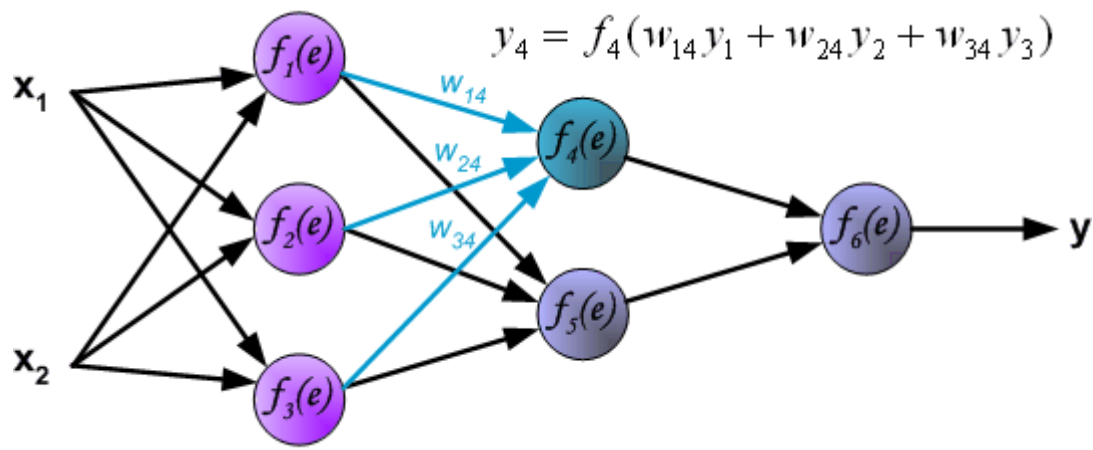 y₄ = f₄(w₁₄y₁ + w₂₄y₂ + w₃₄y₃)
f₁(e)
x₁
w₁₄
f₄(e)
w₂₄
f₂(e)
w₃₄
f₆(e)
y
f₅(e)
x₂
f₃(e)